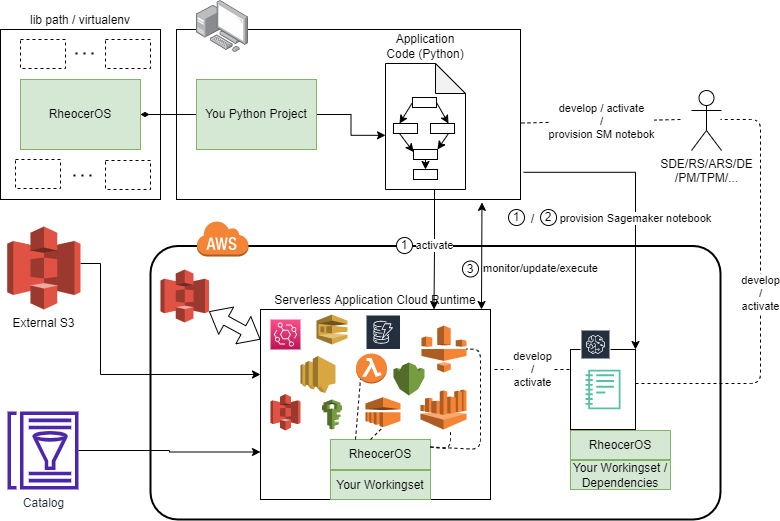 lib path / virtualenv
RheocerOS
You Python Project
Application
Code (Python)
develop / activate
/
provision SM notebok
SDE/RS/ARS/DE
/PM/TPM/...
1 / 2 provision Sagemaker notebook
1 activate
AWS
3 monitor/update/execute
External S3
Serverless Application Cloud Runtime
develop
/
activate
develop
/
activate
RheocerOS
Your Workingset
RheocerOS
Your Workingset /
Dependencies
Catalog